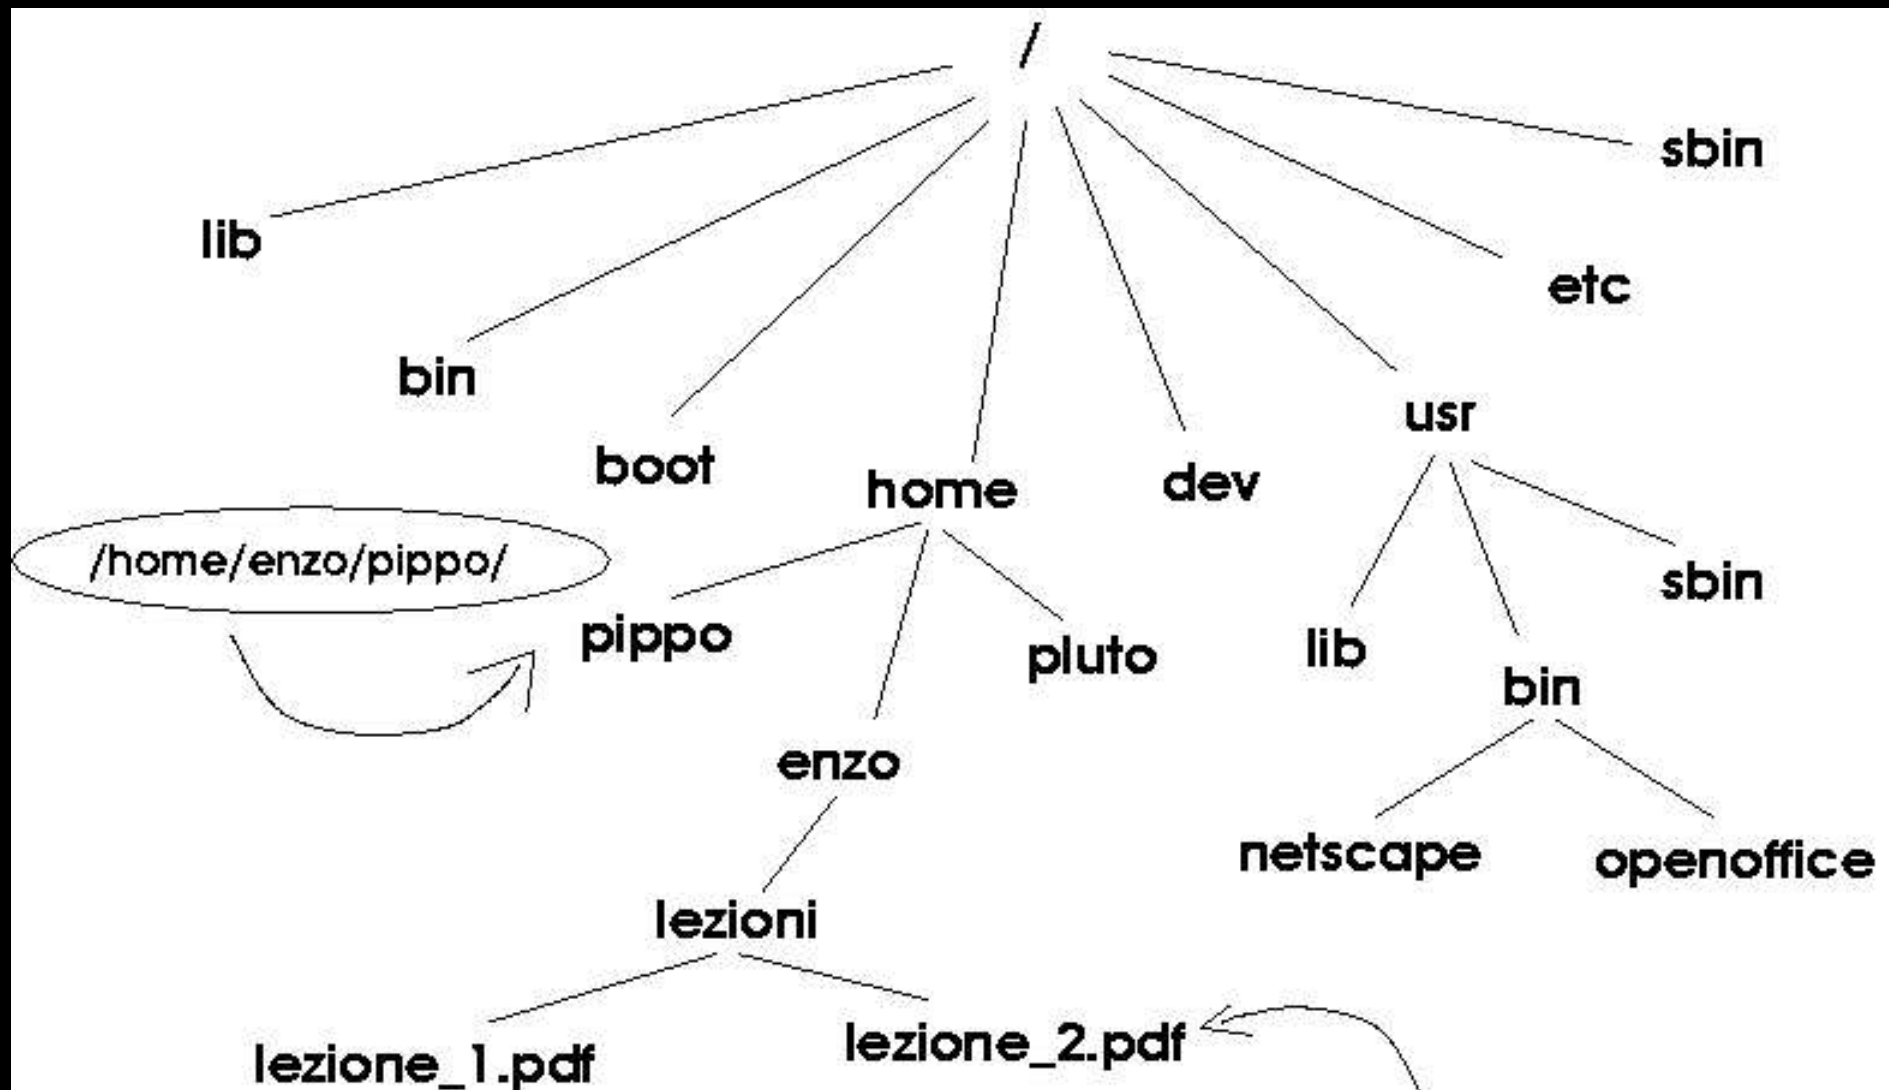 /
sbin
lib
etc
bin
usr
boot
home
dev
/home/enzo/pippo/
pippo
pluto
lib
sbin
bin
enzo
netscape
openoffice
lezioni
lezione_1.pdf
lezione_2.pdf